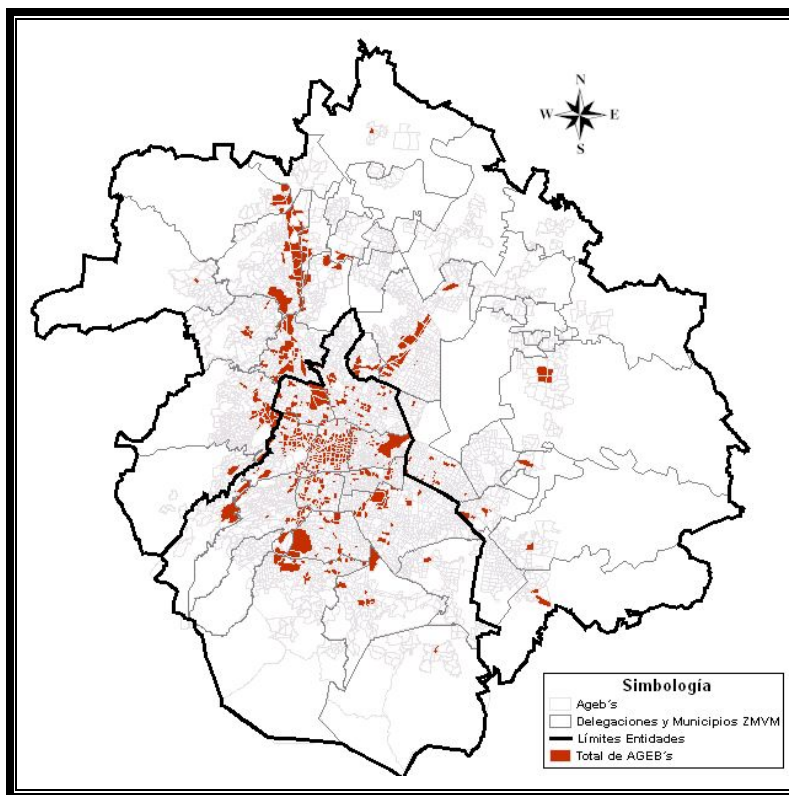 N
W E
S
Simbología
Ageb´s
Delegaciones y Municipios ZMVM
Límites Entidades
Total de AGEB´s